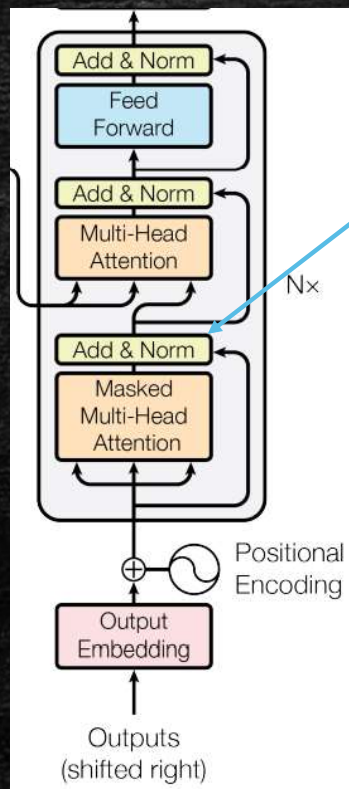 Add & Norm
Feed
Forward
Add & Norm
Multi-Head
Attention
N×
Add & Norm
Masked
Multi-Head
Attention
Positional
Encoding
Output
Embedding
Outputs
(shifted right)